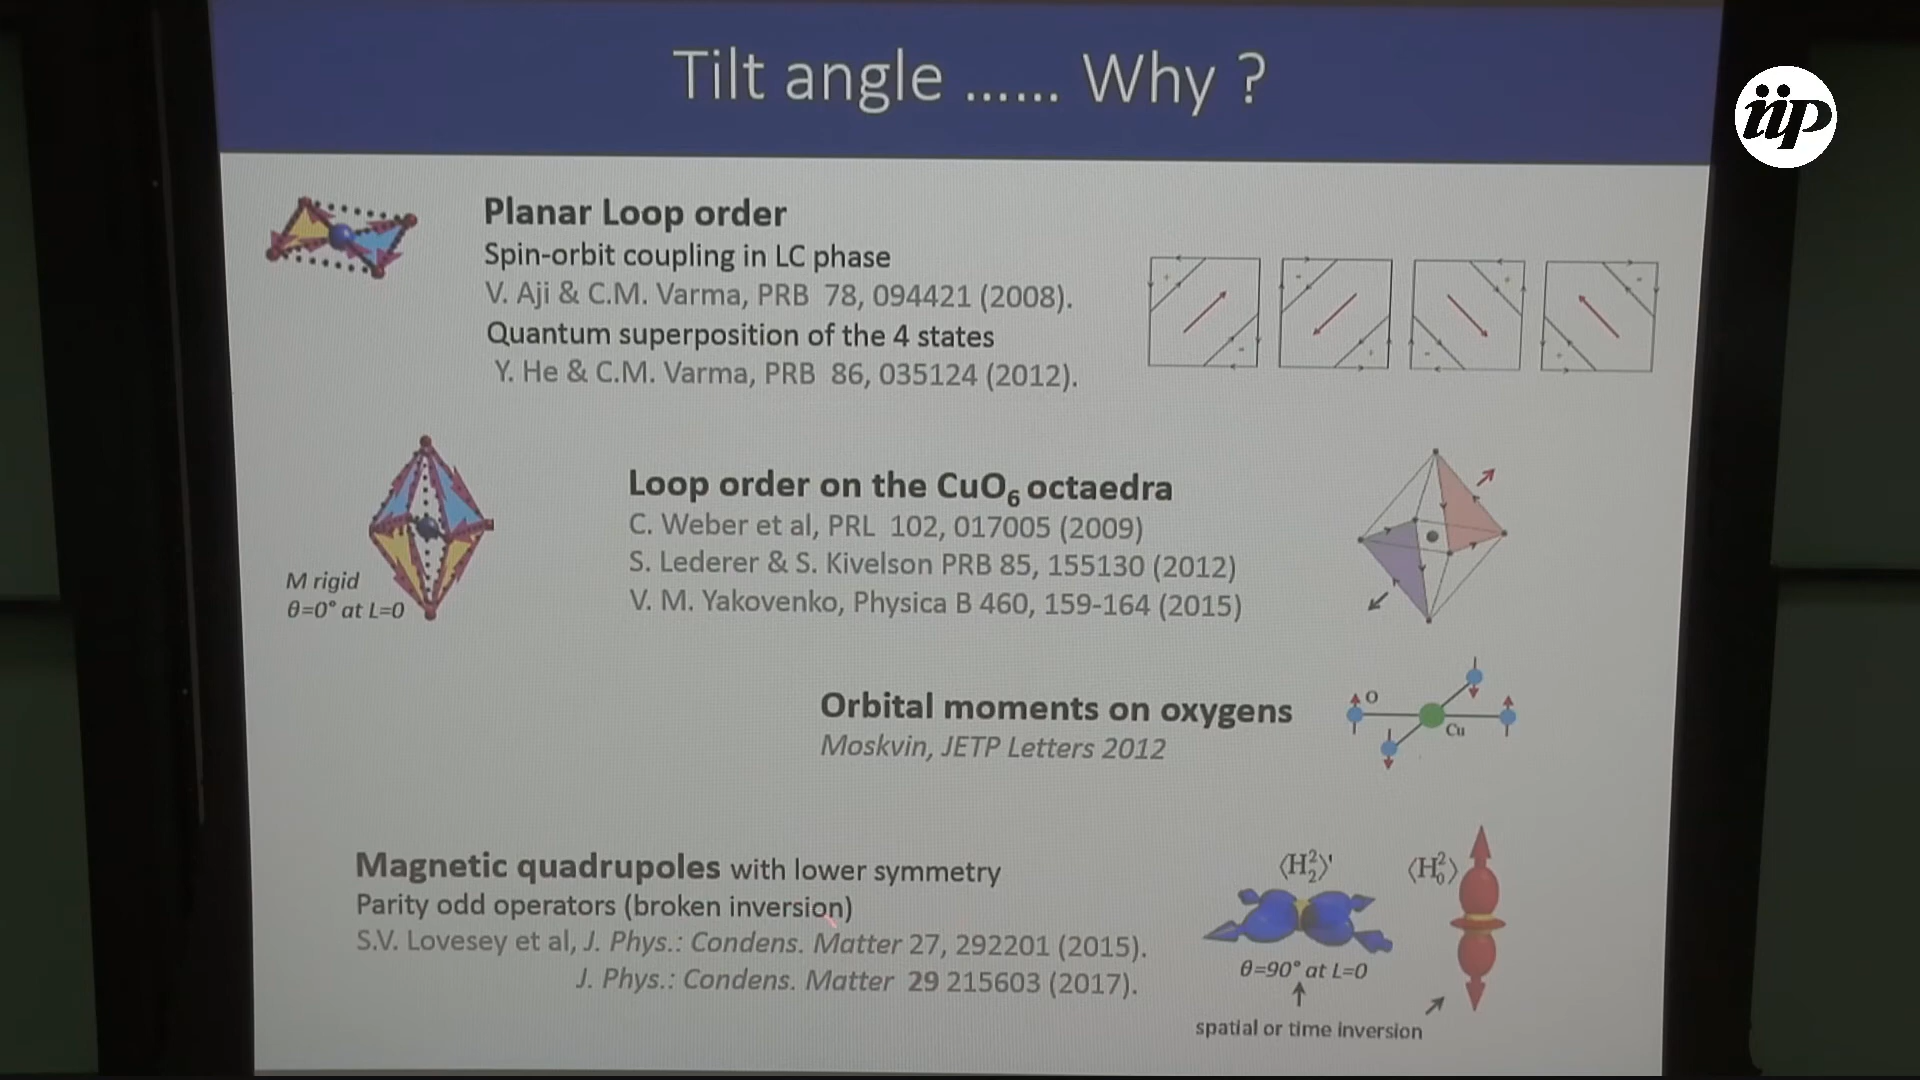 Tilt angle ...... Why ?
iip
Planar Loop order
Spin-orbit coupling in LC phase
V. Aji & C.M. Varma, PRB 78, 094421 (2008).
Quantum superposition of the 4 states
Y. He & C.M. Varma, PRB 86, 035124 (2012).
Loop order on the CuO6 octaedra
C. Weber et al, PRL 102, 017005 (2009)
S. Lederer & S. Kivelson PRB 85, 155130 (2012)
V. M. Yakovenko, Physica B 460, 159-164 (2015)
M rigid
θ=0° at L=0
Orbital moments on oxygens
Moskvin, JETP Letters 2012
O
Cu
Magnetic quadrupoles with lower symmetry
Parity odd operators (broken inversion)
S.V. Lovesey et al, J. Phys.: Condens. Matter 27, 292201 (2015).
J. Phys.: Condens. Matter 29 215603 (2017).
⟨H²₂⟩' ⟨H²₀⟩
θ=90° at L=0
spatial or time inversion